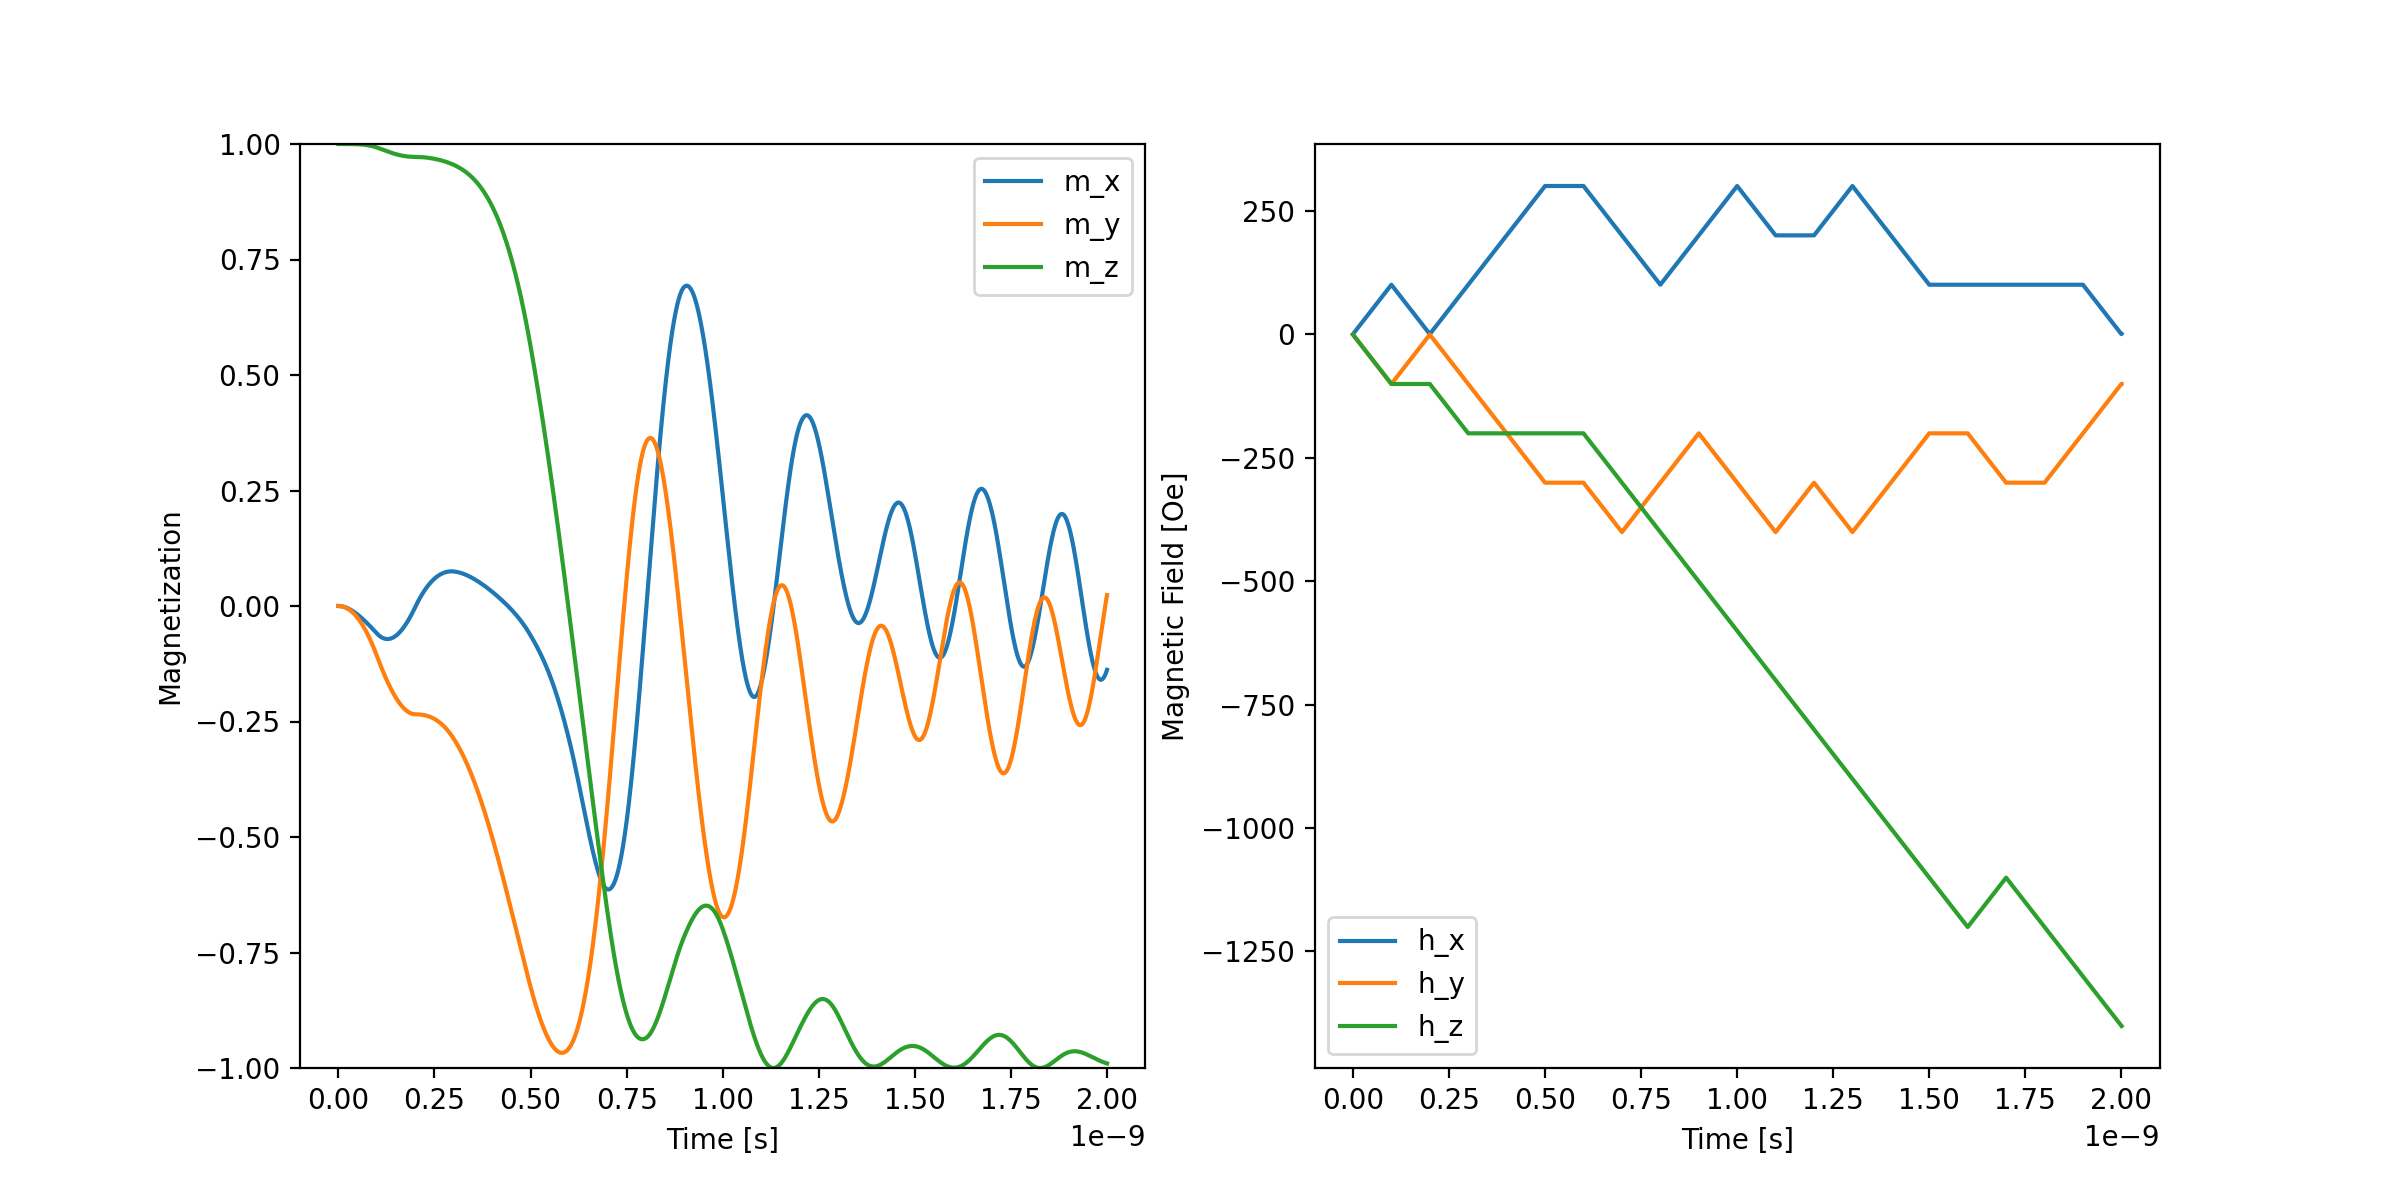 Magnetization
1.00
0.75
0.50
0.25
0.00
−0.25
−0.50
−0.75
−1.00
m_x
m_y
m_z
0.00 0.25 0.50 0.75 1.00 1.25 1.50 1.75 2.00
Time [s]
1e−9
Magnetic Field [Oe]
250
0
−250
−500
−750
−1000
−1250
h_x
h_y
h_z
0.00 0.25 0.50 0.75 1.00 1.25 1.50 1.75 2.00
Time [s]
1e−9